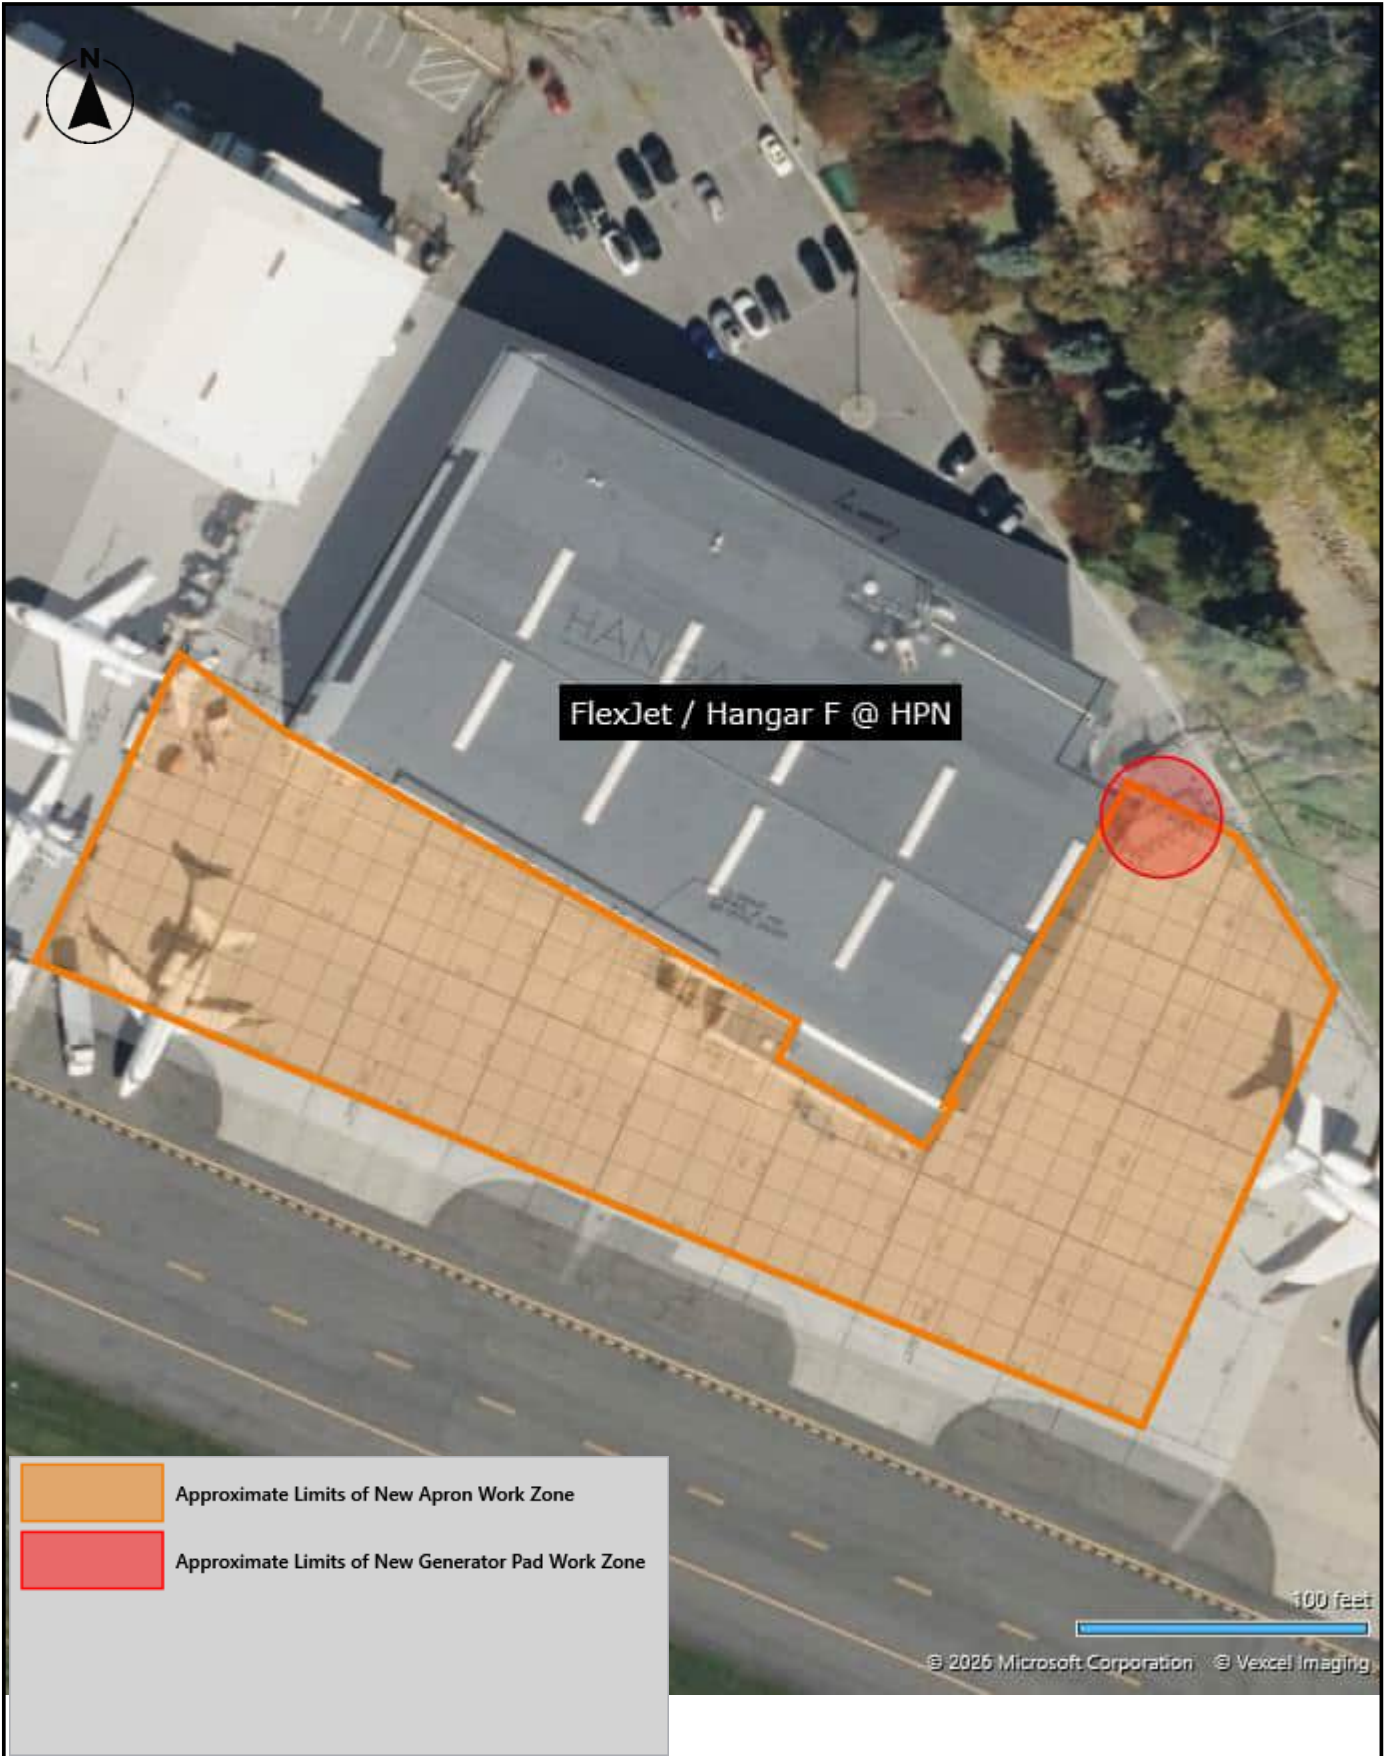 N
HANGAR
FlexJet / Hangar F @ HPN
Approximate Limits of New Apron Work Zone
Approximate Limits of New Generator Pad Work Zone
100 feet
© 2026 Microsoft Corporation © Vexcel Imaging